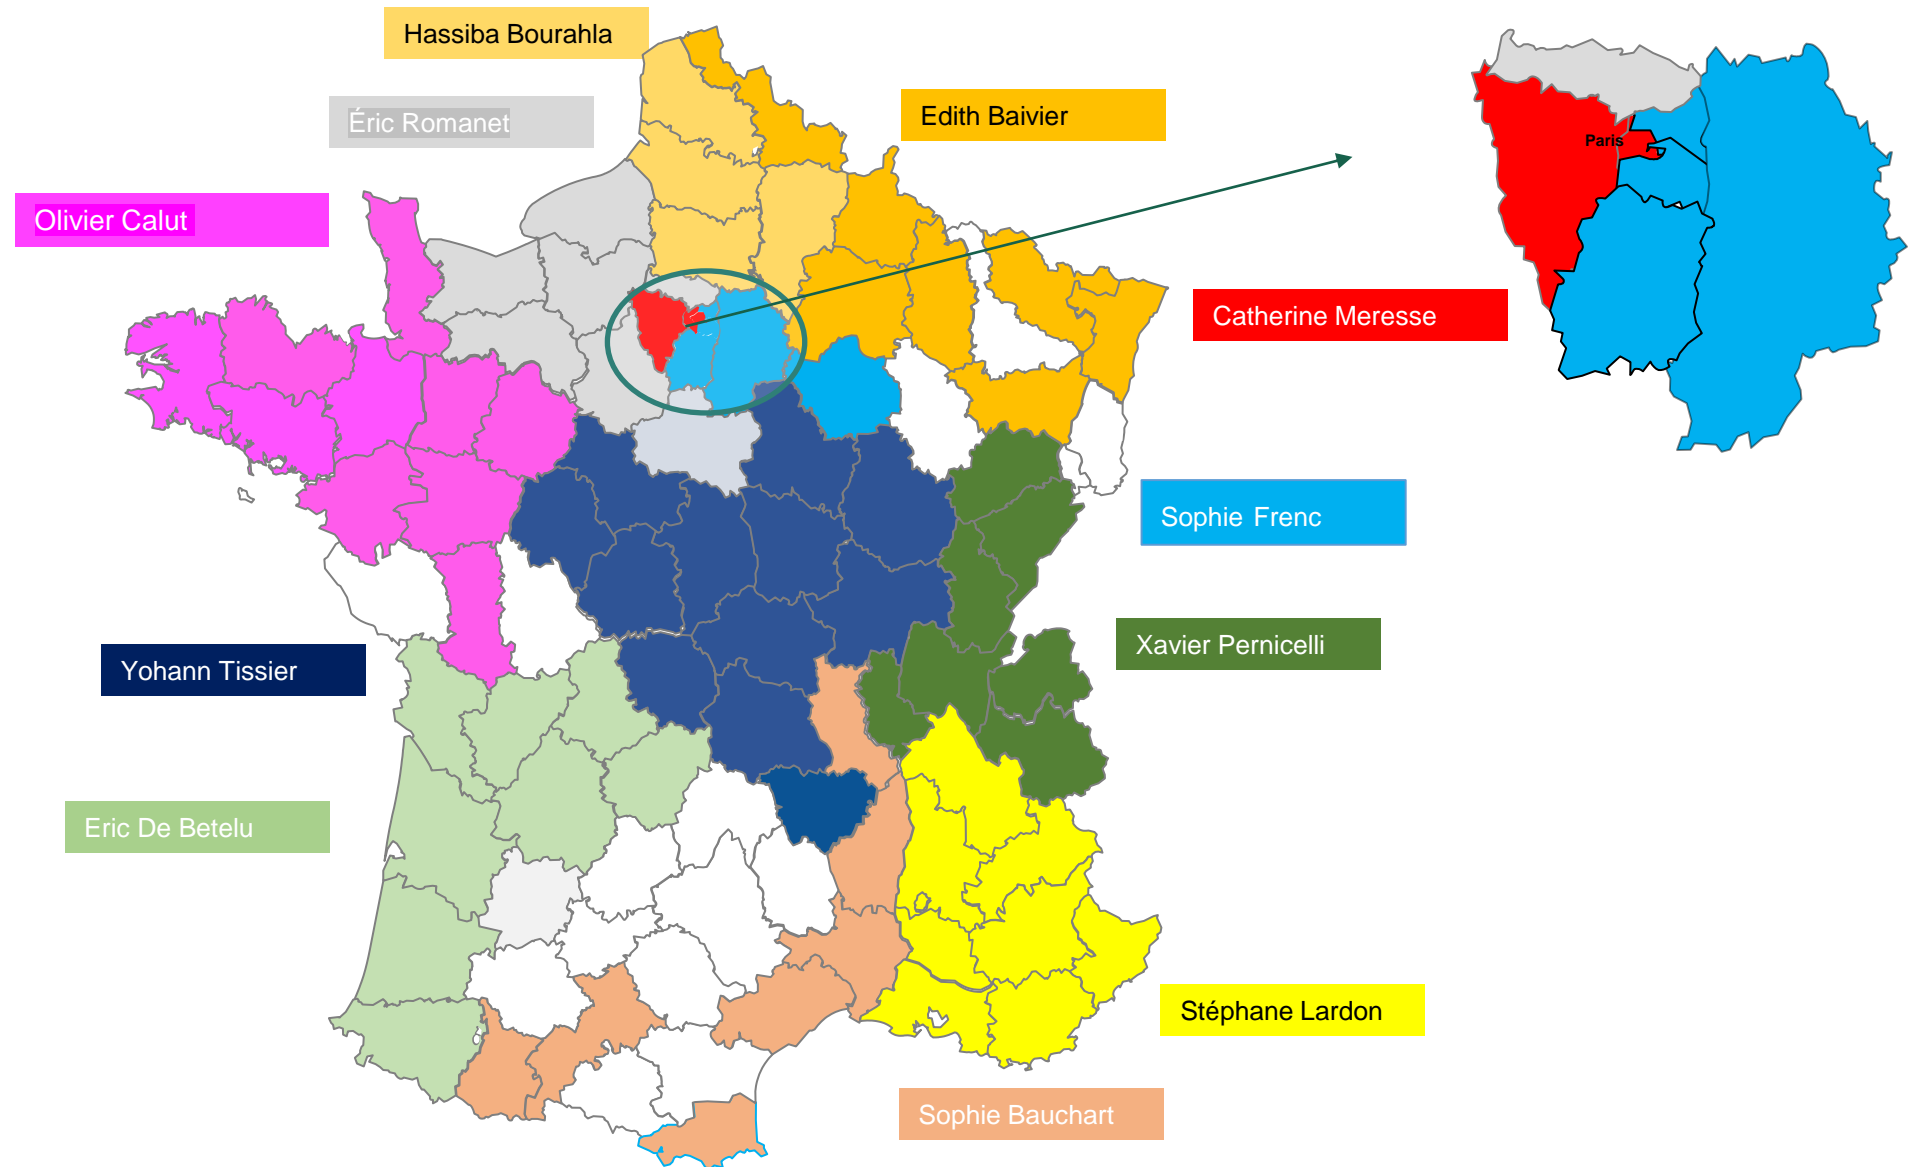 Hassiba Bourahla
Éric Romanet
Edith Baivier
Paris
Olivier Calut
Catherine Meresse
Sophie Frenc
Xavier Pernicelli
Yohann Tissier
Eric De Betelu
Stéphane Lardon
Sophie Bauchart